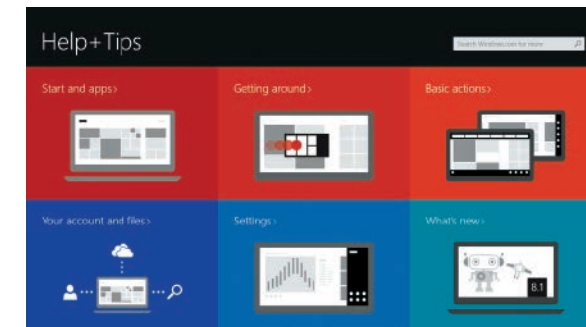 Help+Tips
Search Windows.com for more
Start and apps›
Getting around›
Basic actions›
Your account and files›
Settings›
What's new›
8.1